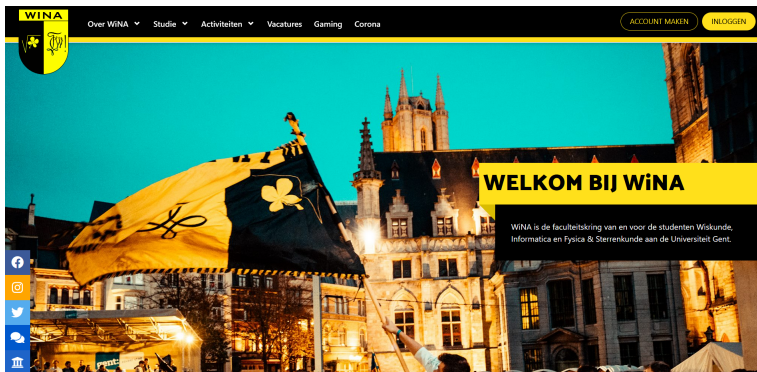 WINA
Over WiNA
Studie
Activiteiten
Vacatures
Gaming
Corona
ACCOUNT MAKEN
INLOGGEN
WELKOM BIJ WiNA
WiNA is de faculteitskring van en voor de studenten Wiskunde,
Informatica en Fysica & Sterrenkunde aan de Universiteit Gent.
gent: